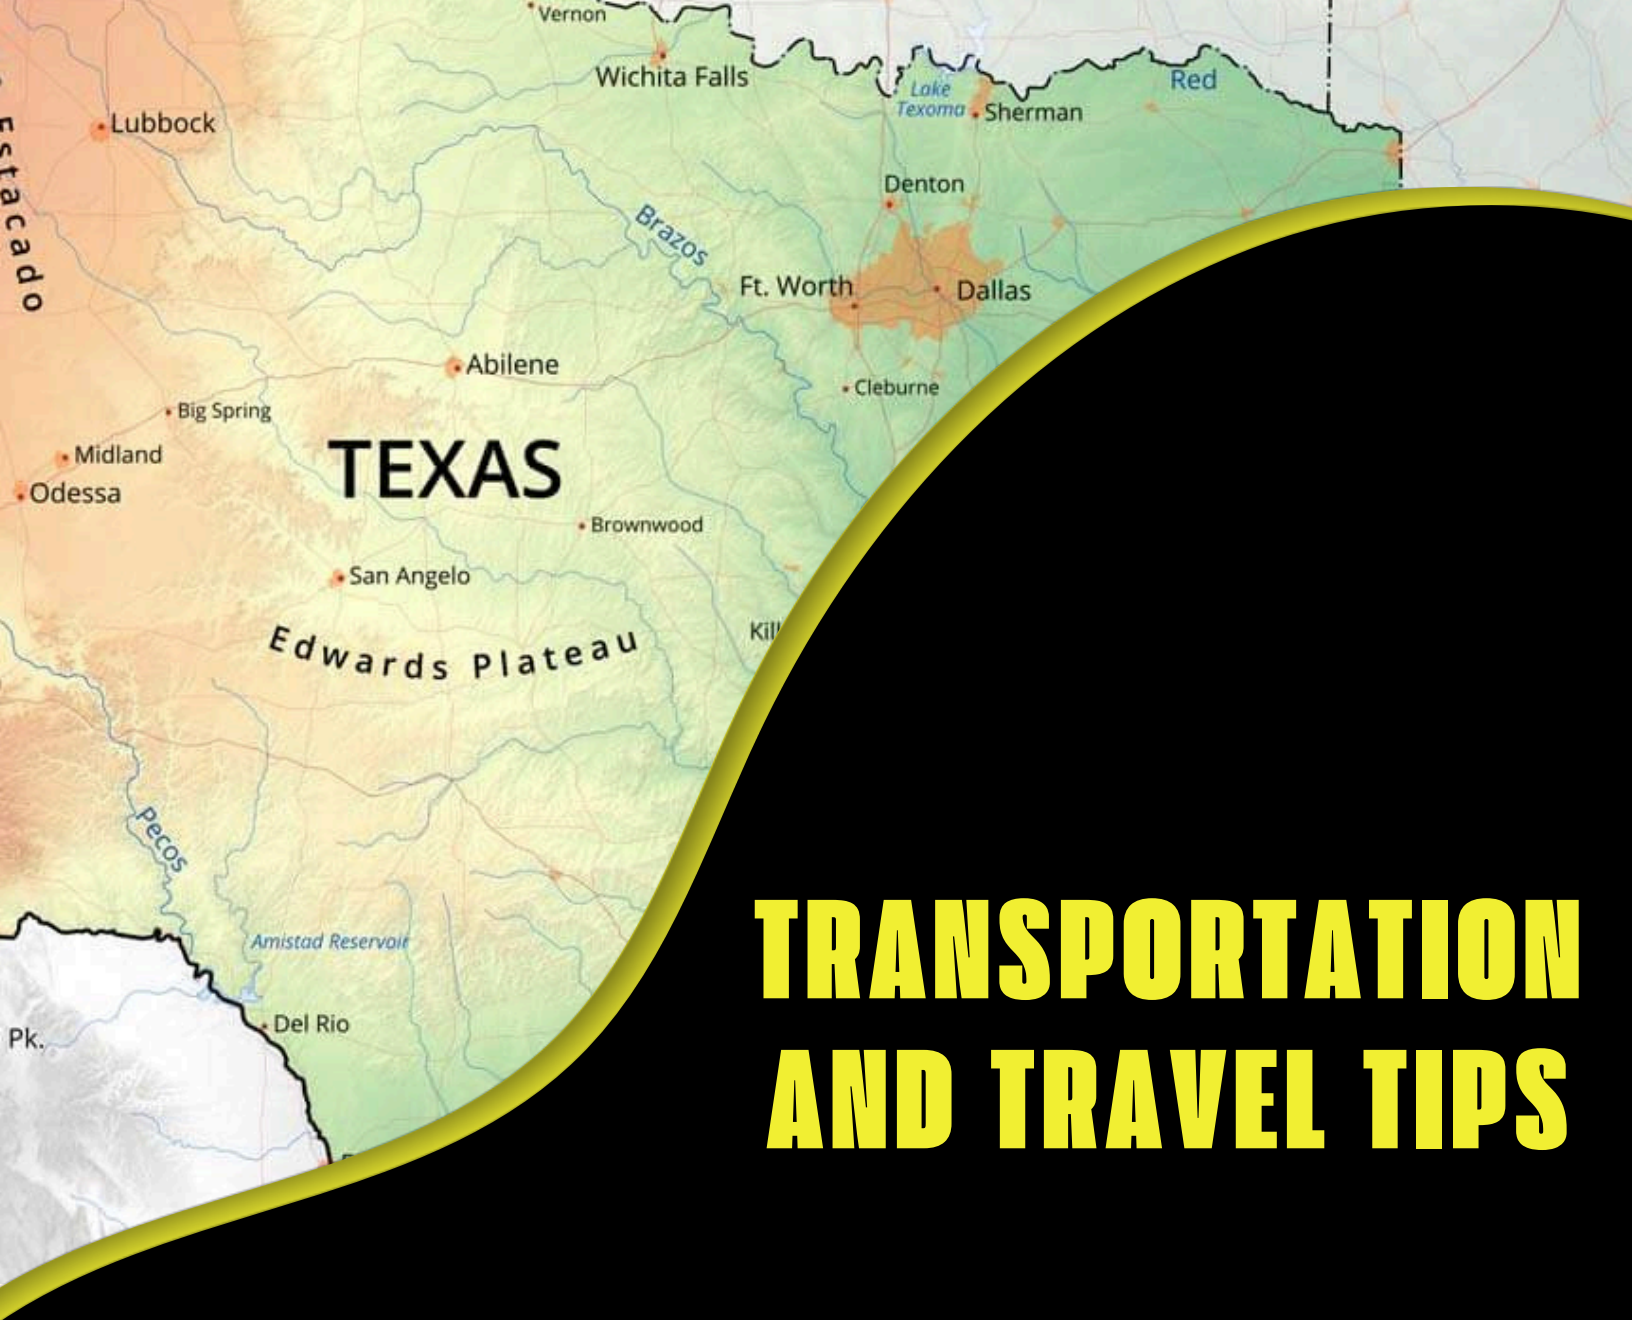 Vernon
Wichita Falls
Red
Lake
Texoma
Sherman
Lubbock
Estacado
Denton
Brazos
Ft. Worth
Dallas
Abilene
Cleburne
Big Spring
Midland
TEXAS
Odessa
Brownwood
San Angelo
Edwards Plateau
Pecos
Amistad Reservoir
Del Rio
Pk.
TRANSPORTATION
AND TRAVEL TIPS